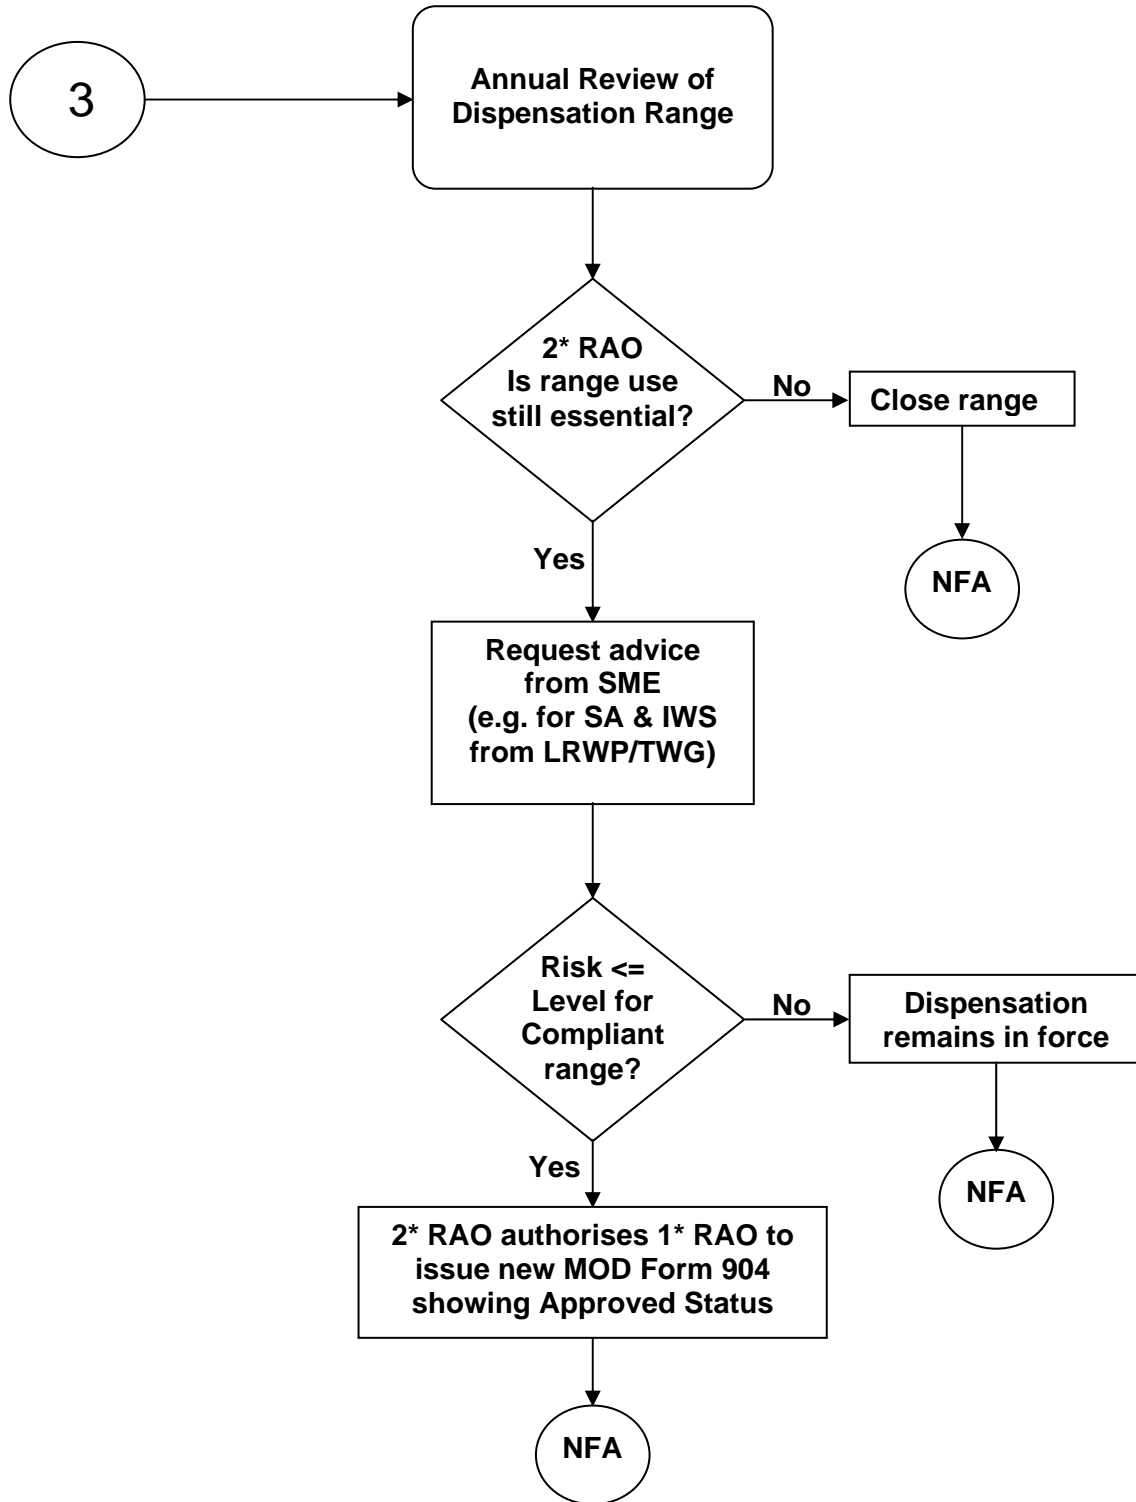 3
Annual Review of
Dispensation Range
2* RAO
Is range use
still essential?
No
Close range
NFA
Yes
Request advice
from SME
(e.g. for SA & IWS
from LRWP/TWG)
Risk <=
Level for
Compliant
range?
No
Dispensation
remains in force
NFA
Yes
2* RAO authorises 1* RAO to
issue new MOD Form 904
showing Approved Status
NFA